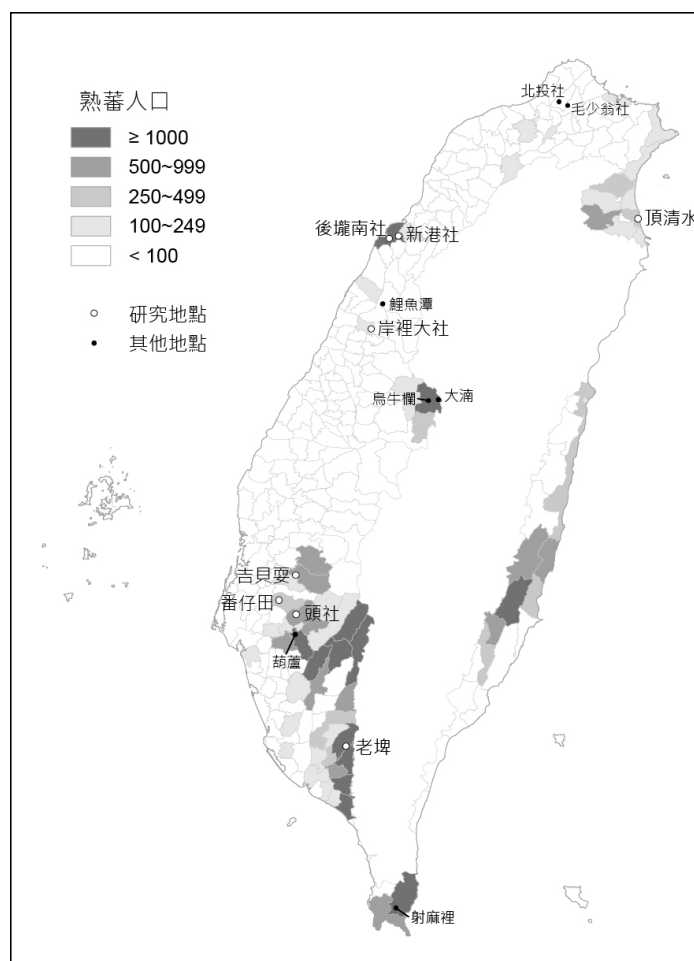 熟蕃人口
≥ 1000
500~999
250~499
100~249
< 100
研究地點
其他地點
北投社
毛少翁社
頂清水
後壠南社
新港社
鯉魚潭
岸裡大社
烏牛欄
大湳
吉貝耍
番仔田
頭社
葫蘆
老埤
射麻裡